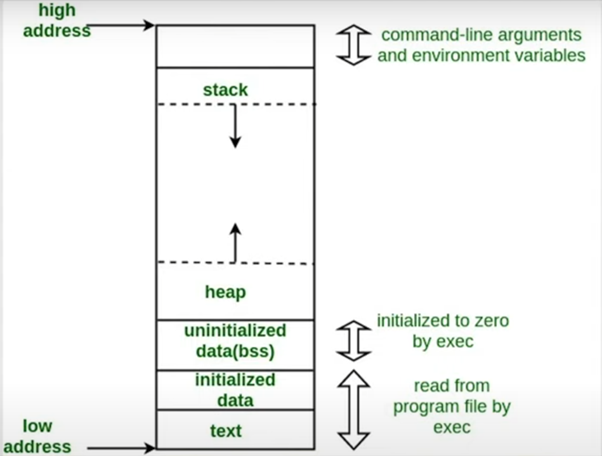 high
address
command-line arguments
and environment variables
stack
heap
uninitialized
data(bss)
initialized to zero
by exec
initialized
data
read from
program file by
exec
text
low
address